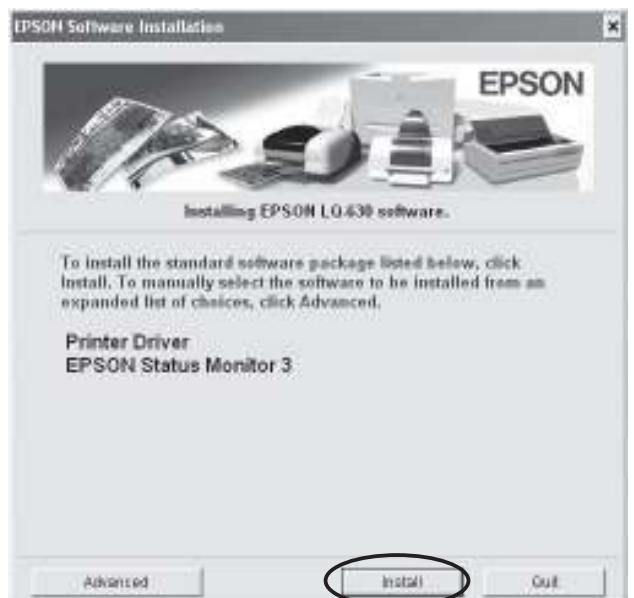 EPSON Software Installation
EPSON
Installing EPSON LQ-630 software.
To install the standard software package listed below, click
Install. To manually select the software to be installed from an
expanded list of choices, click Advanced.
Printer Driver
EPSON Status Monitor 3
Advanced
Install
Quit